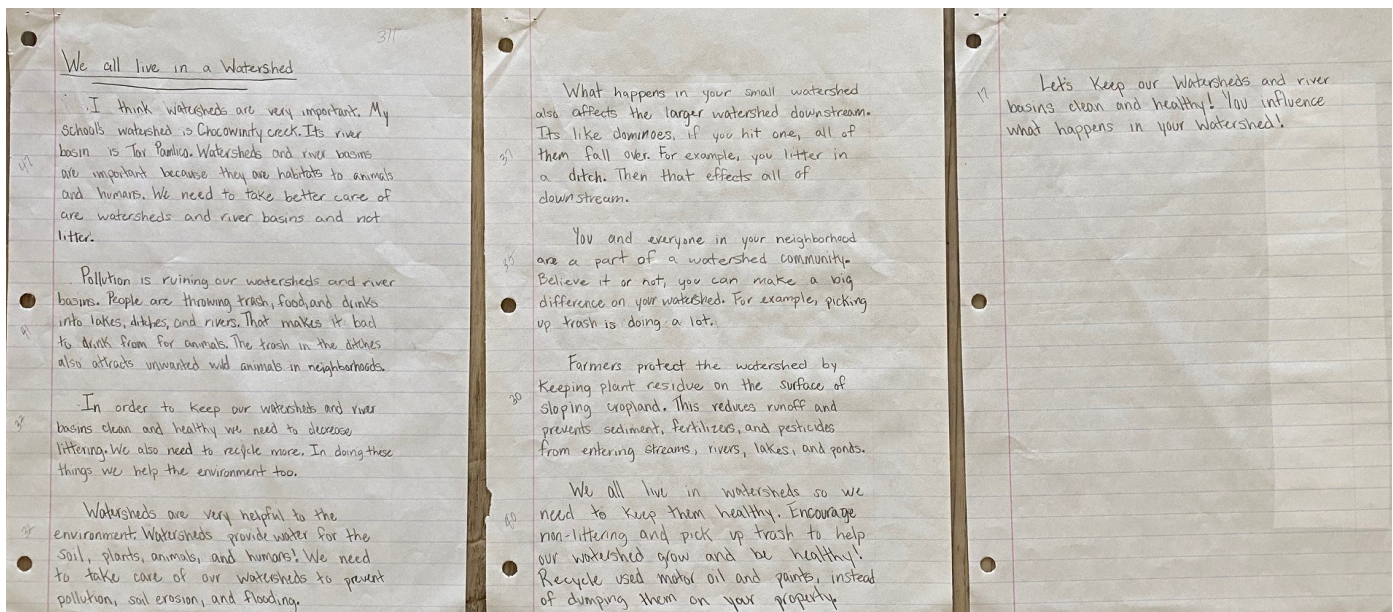 311
We all live in a Watershed
I think watersheds are very important. My
school's watershed is Chocowinty creek. Its river
basin is Tar Pamlico. Watersheds and river basins
are important because they are habitats to animals
and humans. We need to take better care of
are watersheds and river basins and not
litter.
Pollution is ruining our watersheds and river
basins. People are throwing trash, food, and drinks
into lakes, ditches, and rivers. That makes it bad
to drink from for animals. The trash in the ditches
also attracts unwanted wild animals in neighborhoods.
In order to keep our watersheds and river
basins clean and healthy we need to decrease
littering. We also need to recycle more. In doing these
things we help the environment too.
Watersheds are very helpful to the
environment. Watersheds provide water for the
soil, plants, animals, and humans! We need
to take care of our watersheds to prevent
pollution, soil erosion, and flooding.
What happens in your small watershed
also affects the larger watershed downstream.
Its like dominoes, if you hit one, all of
them fall over. For example, you litter in
a ditch. Then that effects all of
downstream.
You and everyone in your neighborhood
are a part of a watershed community.
Believe it or not, you can make a big
difference on your watershed. For example, picking
up trash is doing a lot.
Farmers protect the watershed by
Keeping plant residue on the surface of
sloping cropland. This reduces runoff and
prevents sediment, fertilizers, and pesticides
from entering streams, rivers, lakes, and ponds.
30
We all live in watersheds so we
need to keep them healthy. Encourage
non-littering and pick up trash to help
our watershed grow and be healthy!
Recycle used motor oil and paints, instead
of dumping them on your property.
40
Let's Keep our Watersheds and river
basins clean and healthy! You influence
what happens in your Watershed!
17